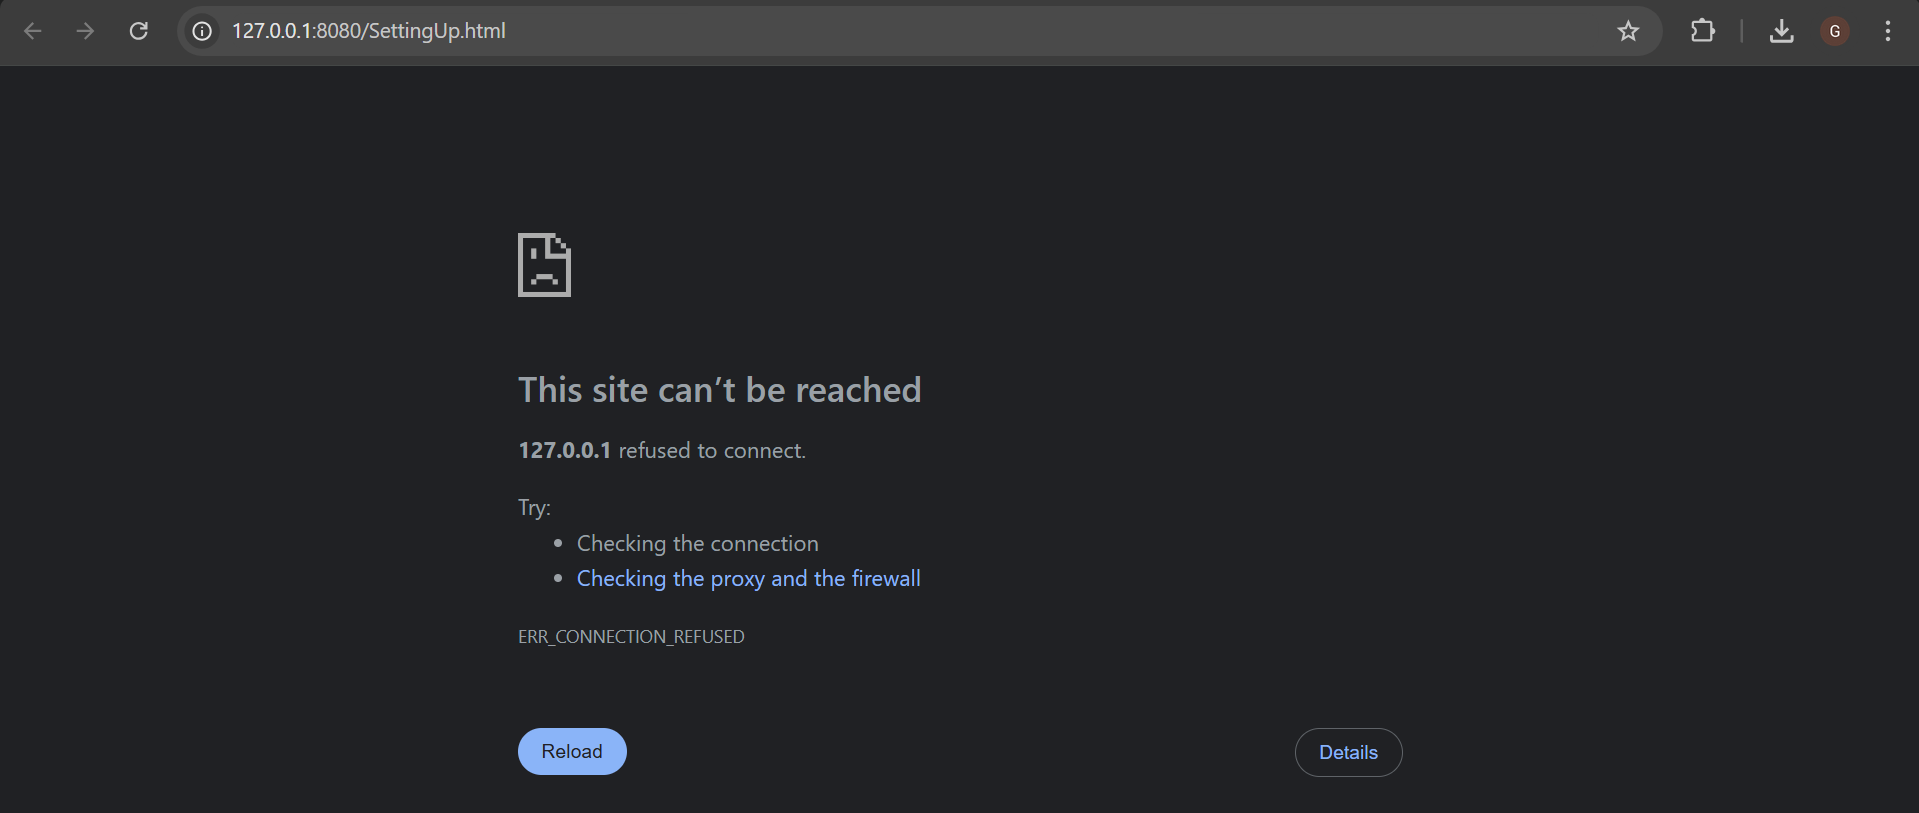 127.0.0.1:8080/SettingUp.html
G
This site can’t be reached
127.0.0.1 refused to connect.
Try:
Checking the connection
Checking the proxy and the firewall
ERR_CONNECTION_REFUSED
Reload
Details